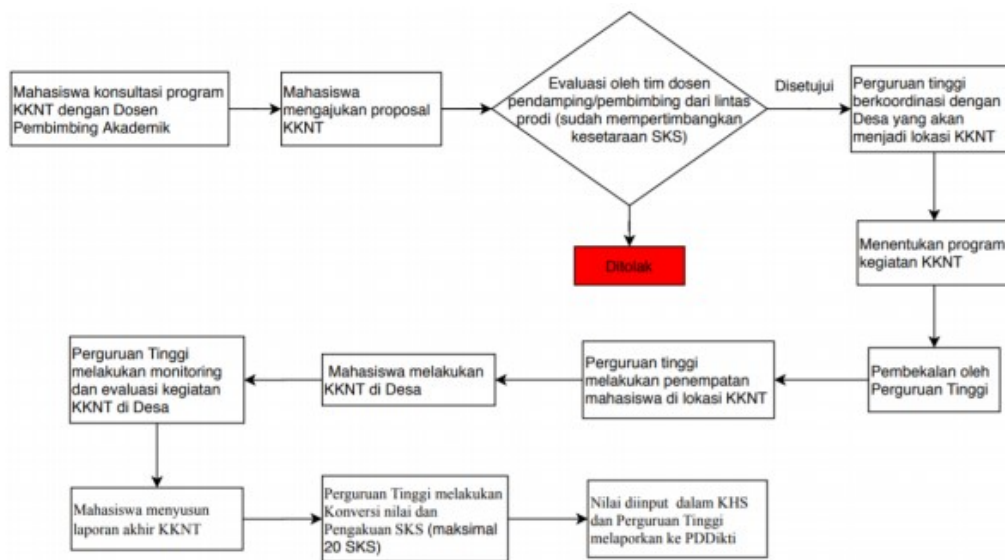 Mahasiswa konsultasi program
KKNT dengan Dosen
Pembimbing Akademik
Mahasiswa
mengajukan proposal
KKNT
Evaluasi oleh tim dosen
pendamping/pembimbing dari lintas
prodi (sudah mempertimbangkan
kesetaraan SKS)
Disetujui
Perguruan tinggi
berkoordinasi dengan
Desa yang akan
menjadi lokasi KKNT
Ditolak
Menentukan program
kegiatan KKNT
Pembekalan oleh
Perguruan Tinggi
Perguruan tinggi
melakukan penempatan
mahasiswa di lokasi KKNT
Mahasiswa melakukan
KKNT di Desa
Perguruan Tinggi
melakukan monitoring
dan evaluasi kegiatan
KKNT di Desa
Mahasiswa menyusun
laporan akhir KKNT
Perguruan Tinggi melakukan
Konversi nilai dan
Pengakuan SKS (maksimal
20 SKS)
Nilai diinput dalam KHS
dan Perguruan Tinggi
melaporkan ke PDDikti